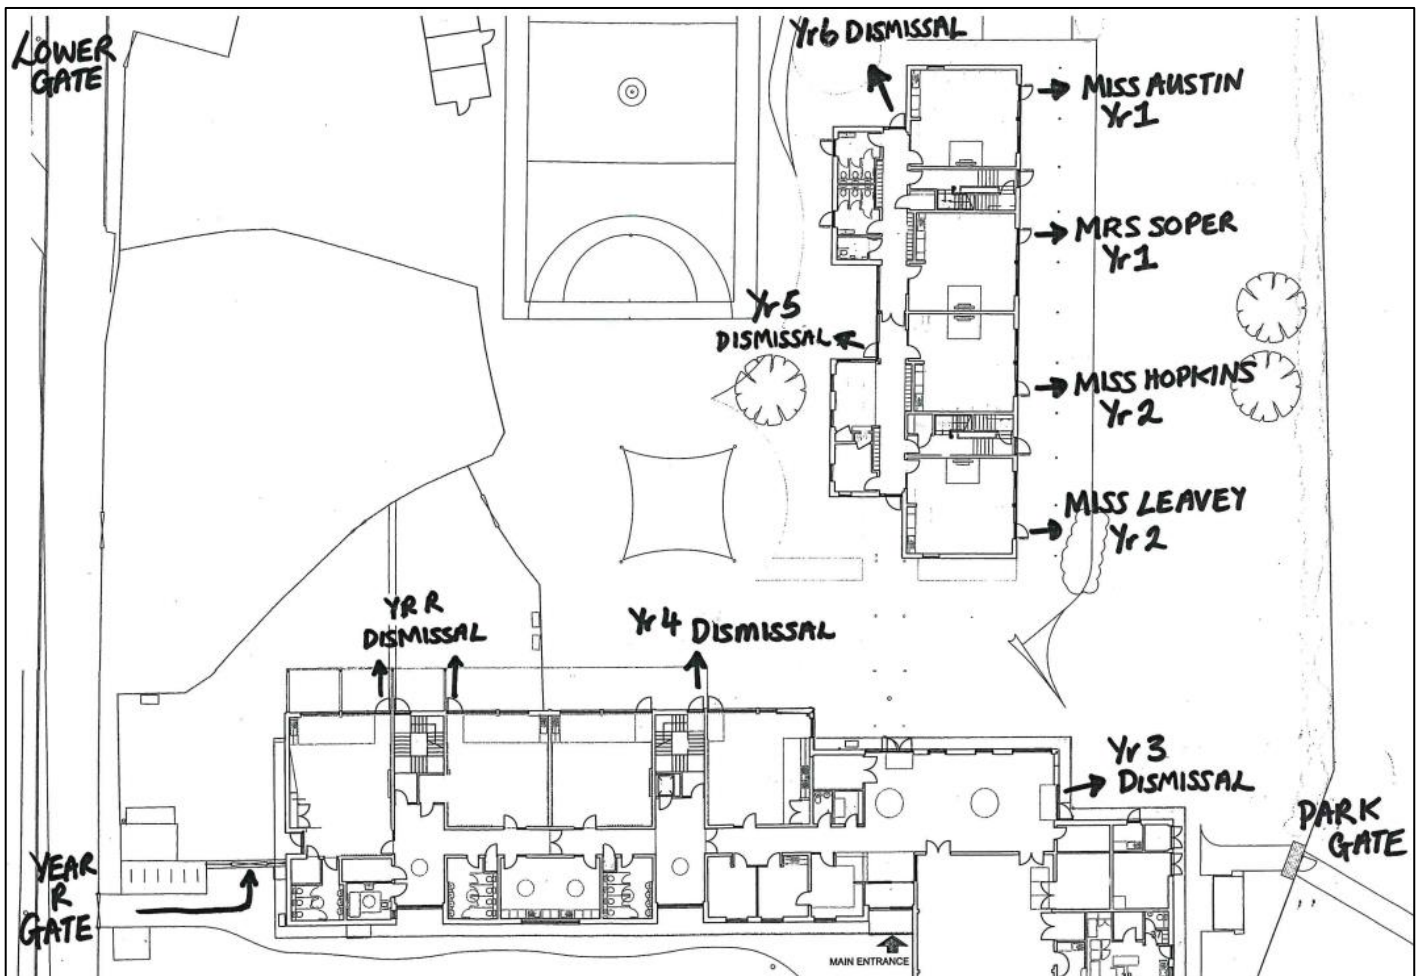 LOWER
GATE
Yr6 DISMISSAL
MISS AUSTIN
Yr1
MRS SOPER
Yr1
Yr5
DISMISSAL
MISS HOPKINS
Yr2
MISS LEAVEY
Yr2
YR R
DISMISSAL
Yr4 DISMISSAL
Yr3
DISMISSAL
PARK
GATE
YEAR
R
GATE
MAIN ENTRANCE